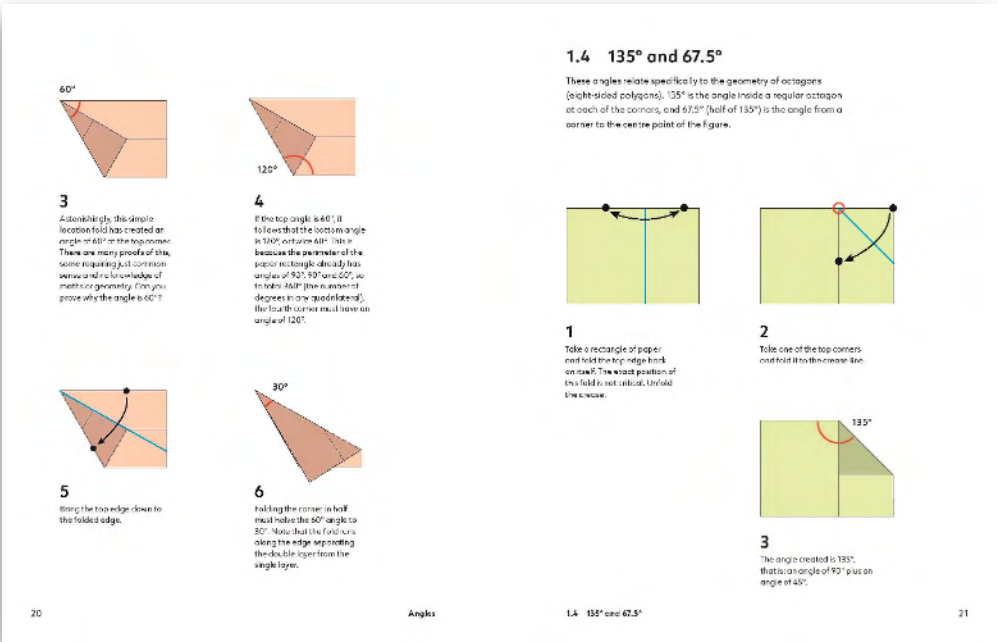 60°
3
Astonishingly, this simple
location fold has created an
angle of 60° at the top corner.
There are many proofs of this,
some requiring just common
sense and no knowledge of
maths or geometry. Can you
prove why the angle is 60°?
120°
4
If the top angle is 60°, it
follows that the bottom angle
is 120°, or twice 60°. This is
because the perimeter of the
paper rectangle already has
angles of 90°, 90° and 60°, so
to total 360° (the number of
degrees in any quadrilateral),
the fourth corner must have an
angle of 120°.
5
Bring the top edge down to
the folded edge.
30°
6
Folding the corner in half
must halve the 60° angle to
30°. Note that the fold runs
along the edge separating
the double layer from the
single layer.
20
Angles
1.4 135° and 67.5°
These angles relate specifically to the geometry of octagons
(eight-sided polygons). 135° is the angle inside a regular octagon
at each of the corners, and 67.5° (half of 135°) is the angle from a
corner to the centre point of the figure.
1
Take a rectangle of paper
and fold the top edge back
on itself. The exact position of
this fold is not critical. Unfold
the crease.
2
Take one of the top corners
and fold it to the crease line.
135°
3
The angle created is 135°,
that is: an angle of 90° plus an
angle of 45°.
1.4 135° and 67.5°
21